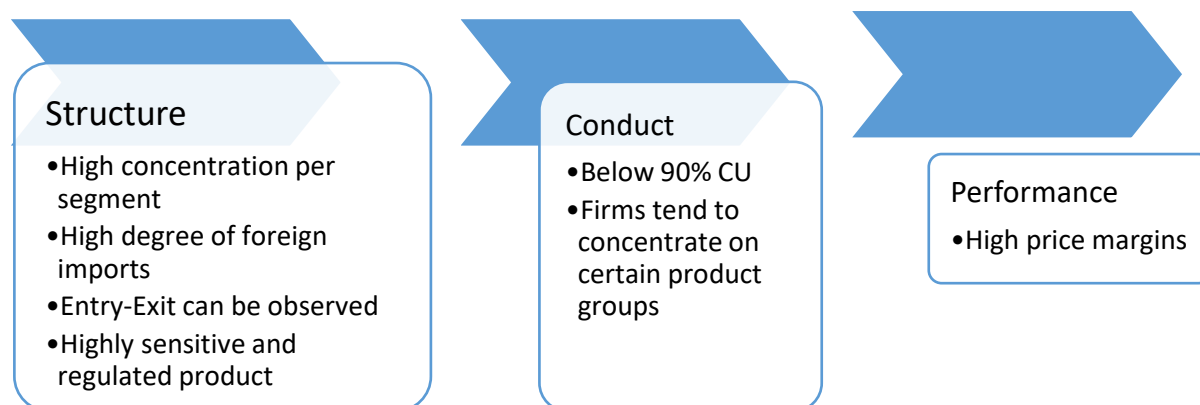 Structure
•High concentration per
segment
•High degree of foreign
imports
•Entry-Exit can be observed
•Highly sensitive and
regulated product
Conduct
•Below 90% CU
•Firms tend to
concentrate on
certain product
groups
Performance
•High price margins